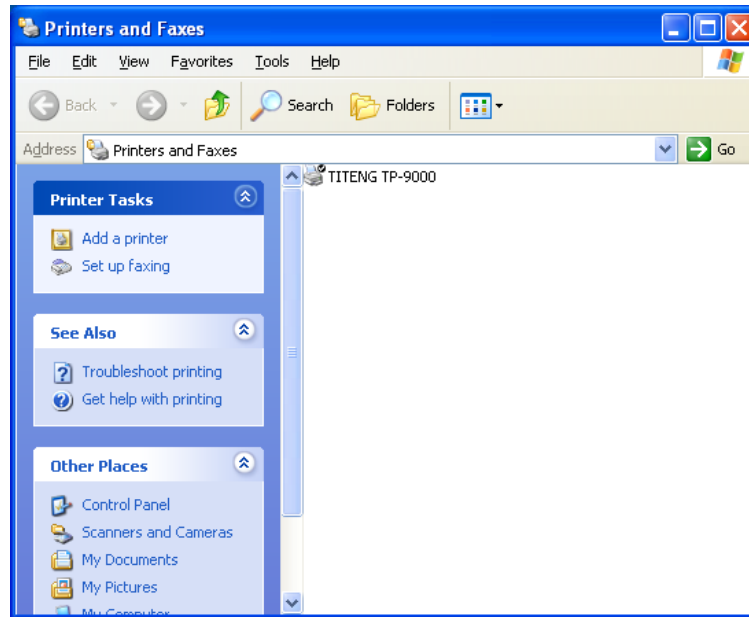 Printers and Faxes
File Edit View Favorites Tools Help
Back Search Folders
Address Printers and Faxes Go
TITENG TP-9000
Printer Tasks
Add a printer
Set up faxing
See Also
Troubleshoot printing
Get help with printing
Other Places
Control Panel
Scanners and Cameras
My Documents
My Pictures
My Computer